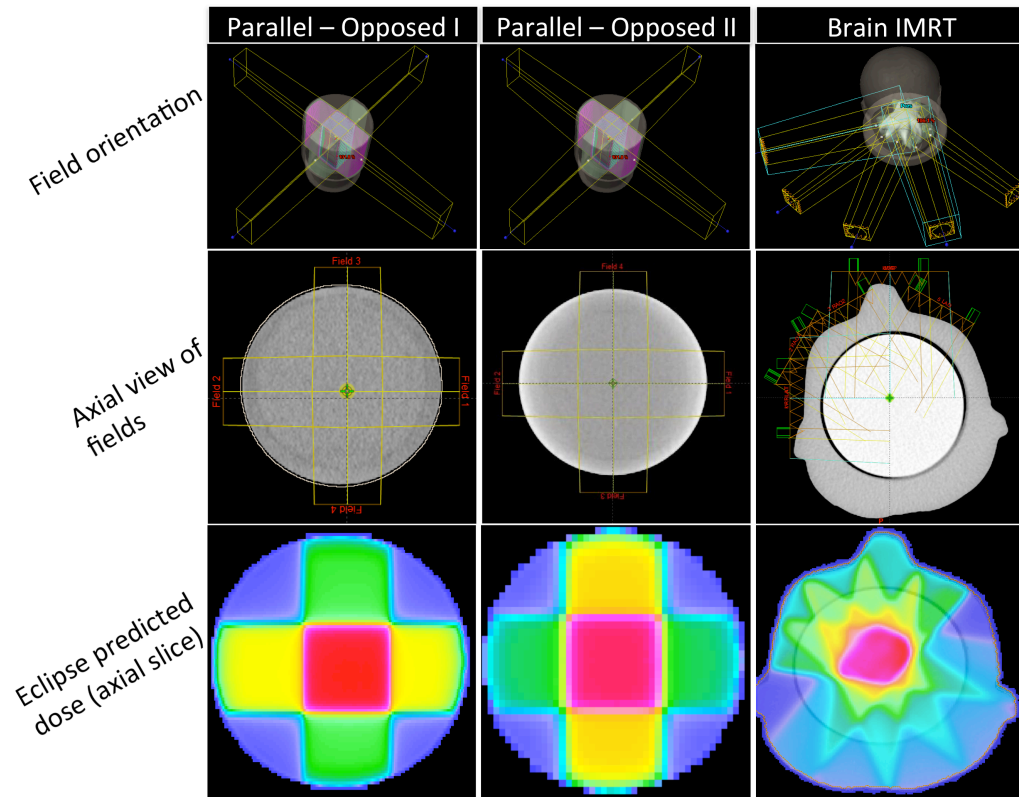 Parallel – Opposed I
Parallel – Opposed II
Brain IMRT
Field orientation
Axial view of
fields
Field 3
Field 2
Field 1
Field 4
Field 4
Field 2
Field 1
Field 3
Eclipse predicted
dose (axial slice)